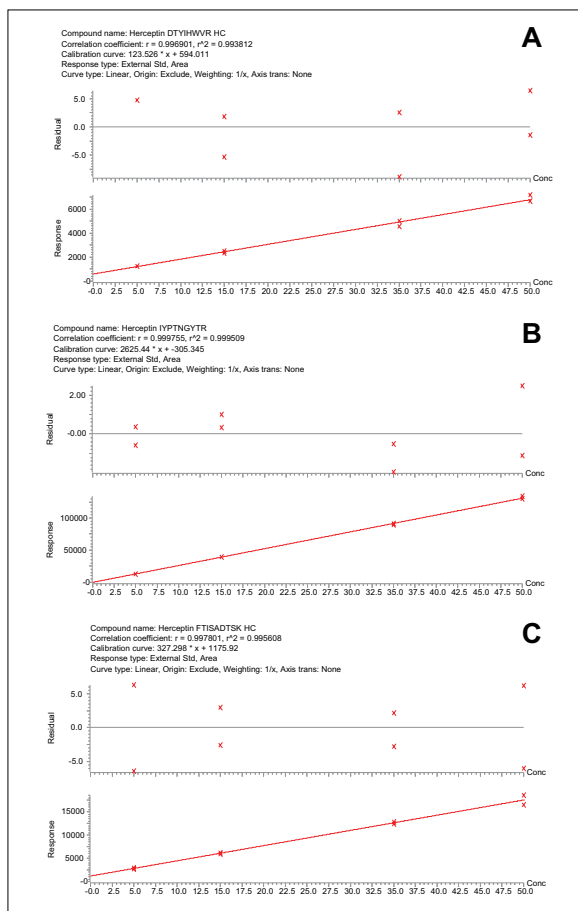 A
Compound name: Herceptin DTYIHWVR HC
Correlation coefficient: r = 0.996901, r^2 = 0.993812
Calibration curve: 123.526 * x + 594.011
Response type: External Std, Area
Curve type: Linear, Origin: Exclude, Weighting: 1/x, Axis trans: None
Residual
5.0
0.0
-5.0
Conc
Response
6000
4000
2000
-0
-0.0 2.5 5.0 7.5 10.0 12.5 15.0 17.5 20.0 22.5 25.0 27.5 30.0 32.5 35.0 37.5 40.0 42.5 45.0 47.5 50.0
B
Compound name: Herceptin IYPTNGYTR
Correlation coefficient: r = 0.999755, r^2 = 0.999509
Calibration curve: 2625.44 * x + -305.345
Response type: External Std, Area
Curve type: Linear, Origin: Exclude, Weighting: 1/x, Axis trans: None
Residual
2.00
-0.00
Conc
Response
100000
50000
-0
-0.0 2.5 5.0 7.5 10.0 12.5 15.0 17.5 20.0 22.5 25.0 27.5 30.0 32.5 35.0 37.5 40.0 42.5 45.0 47.5 50.0
C
Compound name: Herceptin FTISADTSK HC
Correlation coefficient: r = 0.997801, r^2 = 0.995608
Calibration curve: 327.298 * x + 1175.92
Response type: External Std, Area
Curve type: Linear, Origin: Exclude, Weighting: 1/x, Axis trans: None
Residual
5.0
0.0
-5.0
Conc
Response
15000
10000
5000
-0
-0.0 2.5 5.0 7.5 10.0 12.5 15.0 17.5 20.0 22.5 25.0 27.5 30.0 32.5 35.0 37.5 40.0 42.5 45.0 47.5 50.0